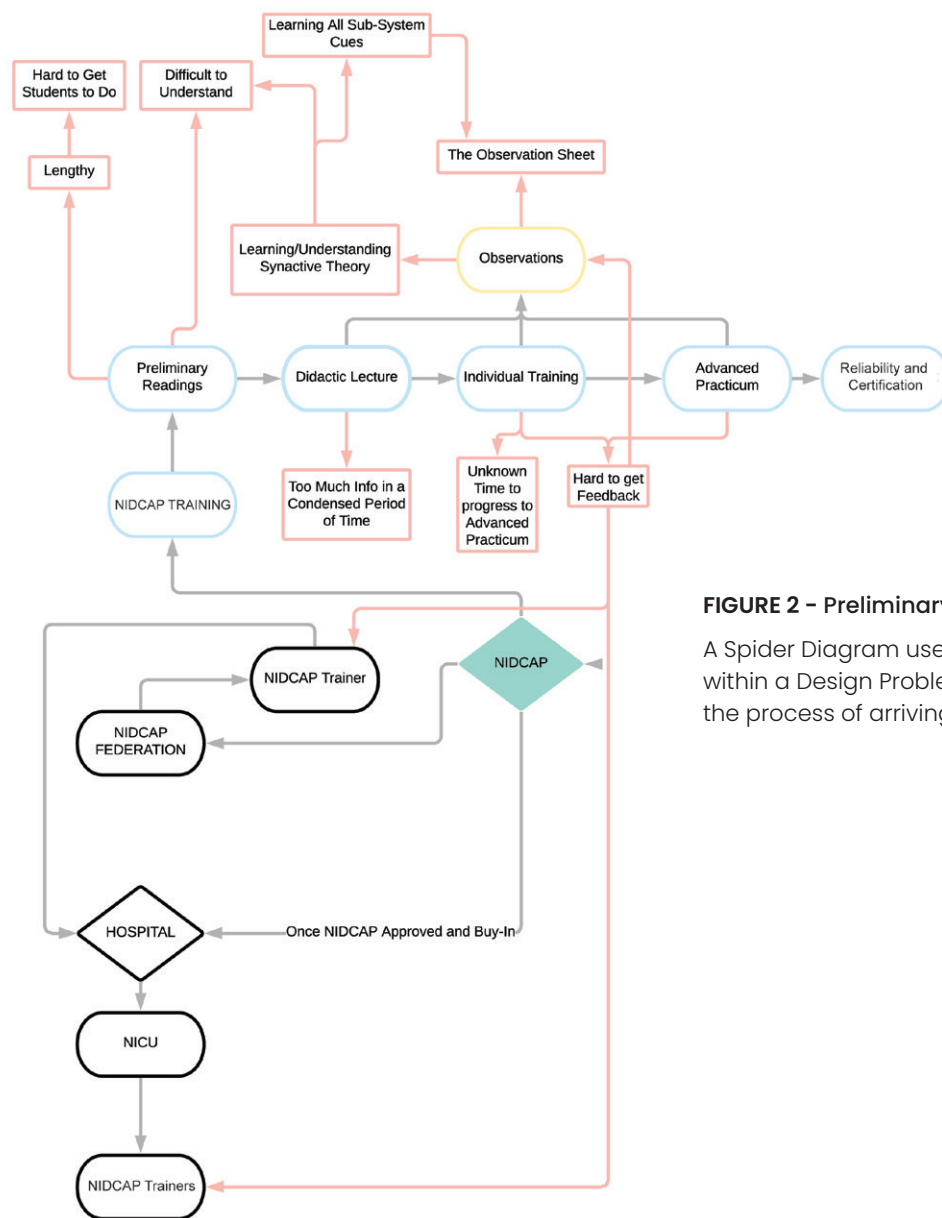 Learning All Sub-System
Cues
Hard to Get
Students to Do
Difficult to
Understand
Lengthy
The Observation Sheet
Learning/Understanding
Synactive Theory
Observations
Preliminary
Readings
Didactic Lecture
Individual Training
Advanced
Practicum
Reliability and
Certification
NIDCAP TRAINING
Too Much Info in a
Condensed Period
of Time
Unknown
Time to
progress to
Advanced
Practicum
Hard to get
Feedback
FIGURE 2 - Preliminary
A Spider Diagram use
within a Design Proble
the process of arriving
NIDCAP
NIDCAP Trainer
NIDCAP
FEDERATION
HOSPITAL
Once NIDCAP Approved and Buy-In
NICU
NIDCAP Trainers